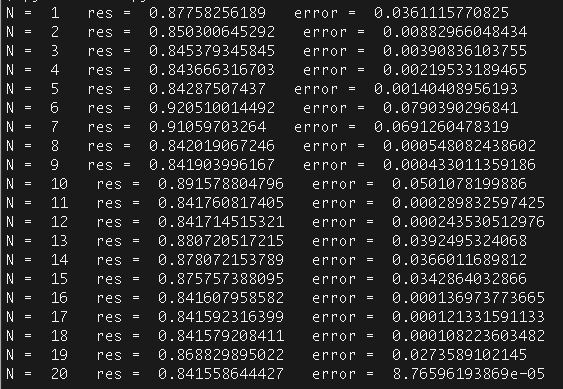 N = 1 res = 0.87758256189 error = 0.0361115770825
N = 2 res = 0.850300645292 error = 0.00882966048434
N = 3 res = 0.845379345845 error = 0.00390836103755
N = 4 res = 0.843666316703 error = 0.00219533189465
N = 5 res = 0.84287507437 error = 0.00140408956193
N = 6 res = 0.920510014492 error = 0.0790390296841
N = 7 res = 0.91059703264 error = 0.0691260478319
N = 8 res = 0.842019067246 error = 0.000548082438602
N = 9 res = 0.841903996167 error = 0.000433011359186
N = 10 res = 0.891578804796 error = 0.0501078199886
N = 11 res = 0.841760817405 error = 0.000289832597425
N = 12 res = 0.841714515321 error = 0.000243530512976
N = 13 res = 0.880720517215 error = 0.0392495324068
N = 14 res = 0.878072153789 error = 0.0366011689812
N = 15 res = 0.875757388095 error = 0.0342864032866
N = 16 res = 0.841607958582 error = 0.000136973773665
N = 17 res = 0.841592316399 error = 0.000121331591133
N = 18 res = 0.841579208411 error = 0.000108223603482
N = 19 res = 0.868829895022 error = 0.0273589102145
N = 20 res = 0.841558644427 error = 8.76596193869e-05